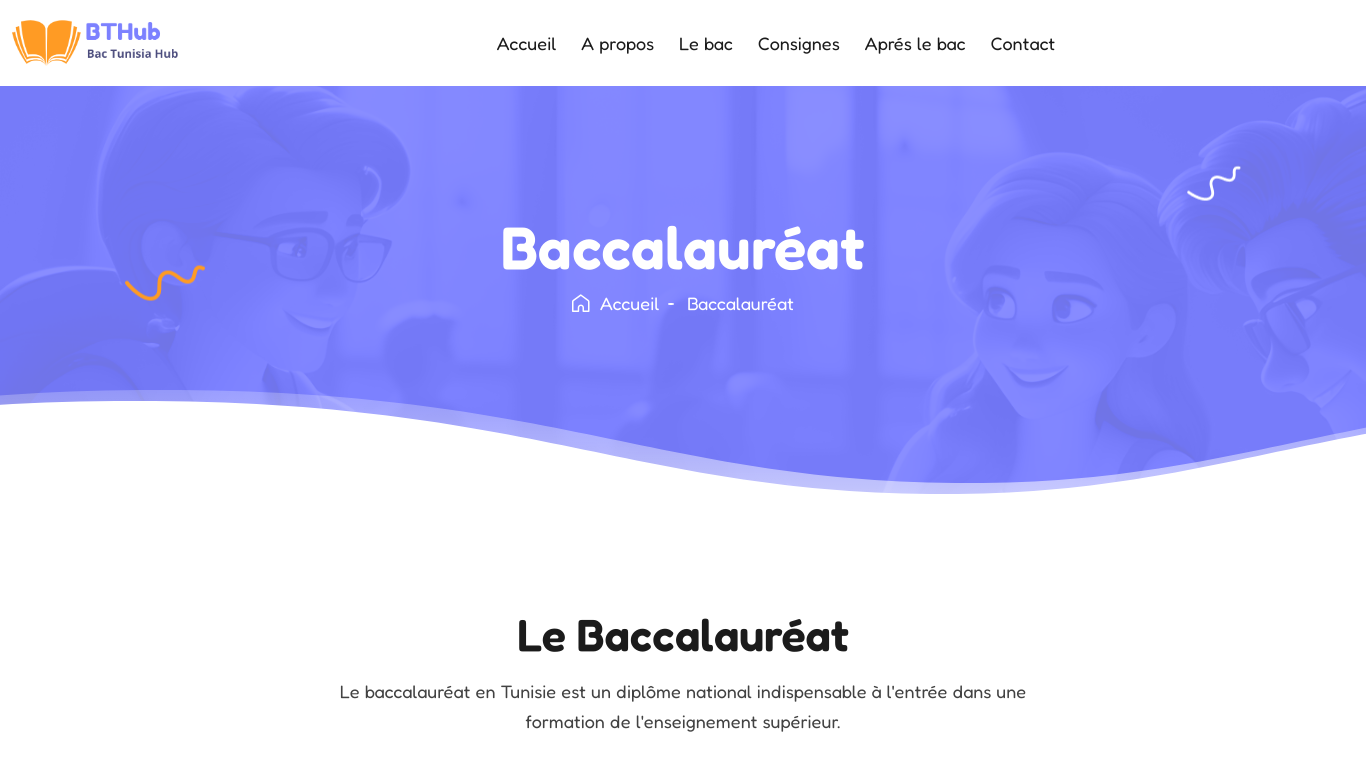 BTHub
Bac Tunisia Hub
Accueil A propos Le bac Consignes Aprés le bac Contact
Baccalauréat
Accueil - Baccalauréat
Le Baccalauréat
Le baccalauréat en Tunisie est un diplôme national indispensable à l'entrée dans une
formation de l'enseignement supérieur.